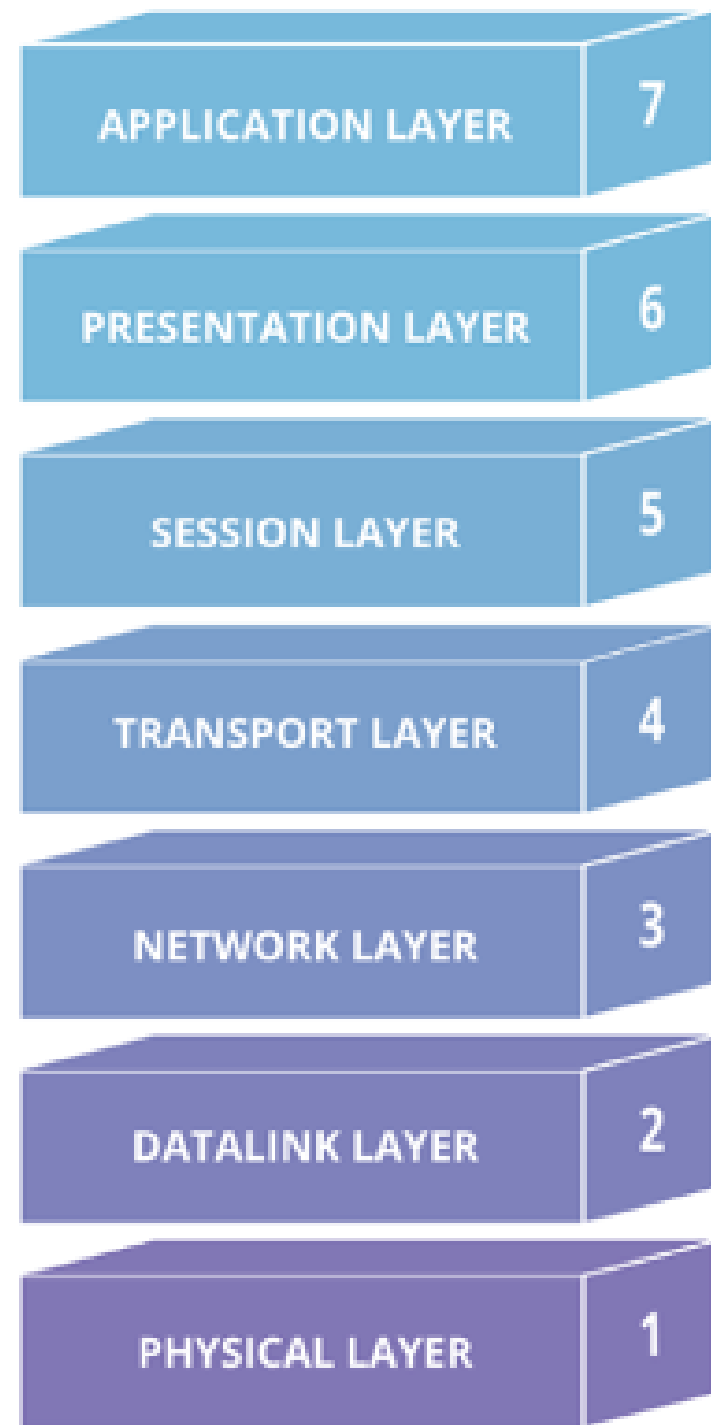 APPLICATION LAYER 7
PRESENTATION LAYER 6
SESSION LAYER 5
TRANSPORT LAYER 4
NETWORK LAYER 3
DATALINK LAYER 2
PHYSICAL LAYER 1